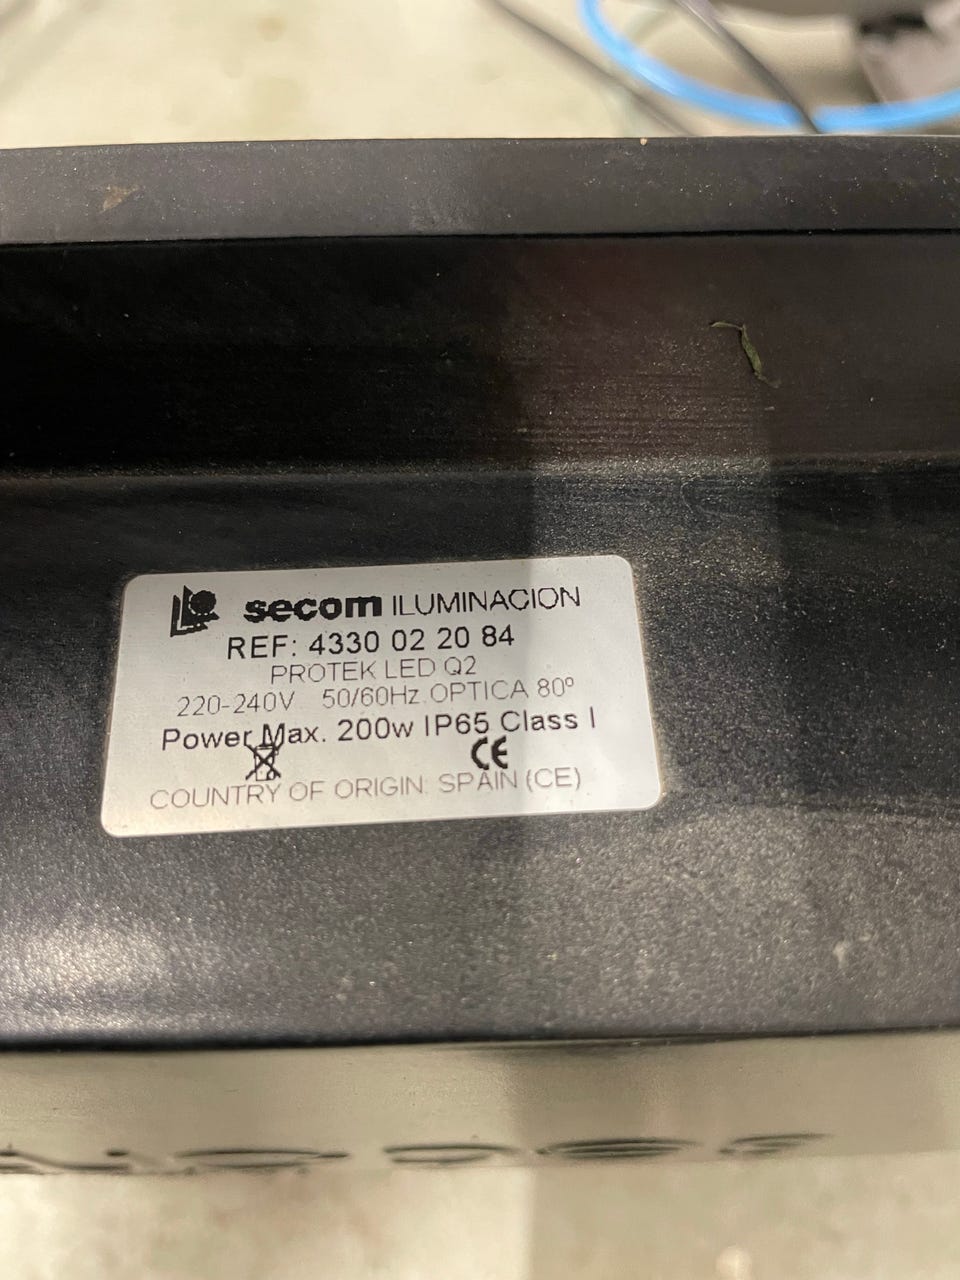 secom ILUMINACION
REF: 4330 02 20 84
PROTEK LED Q2
220-240V 50/60Hz OPTICA 80º
Power Max. 200w IP65 Class I
CE
COUNTRY OF ORIGIN: SPAIN (CE)